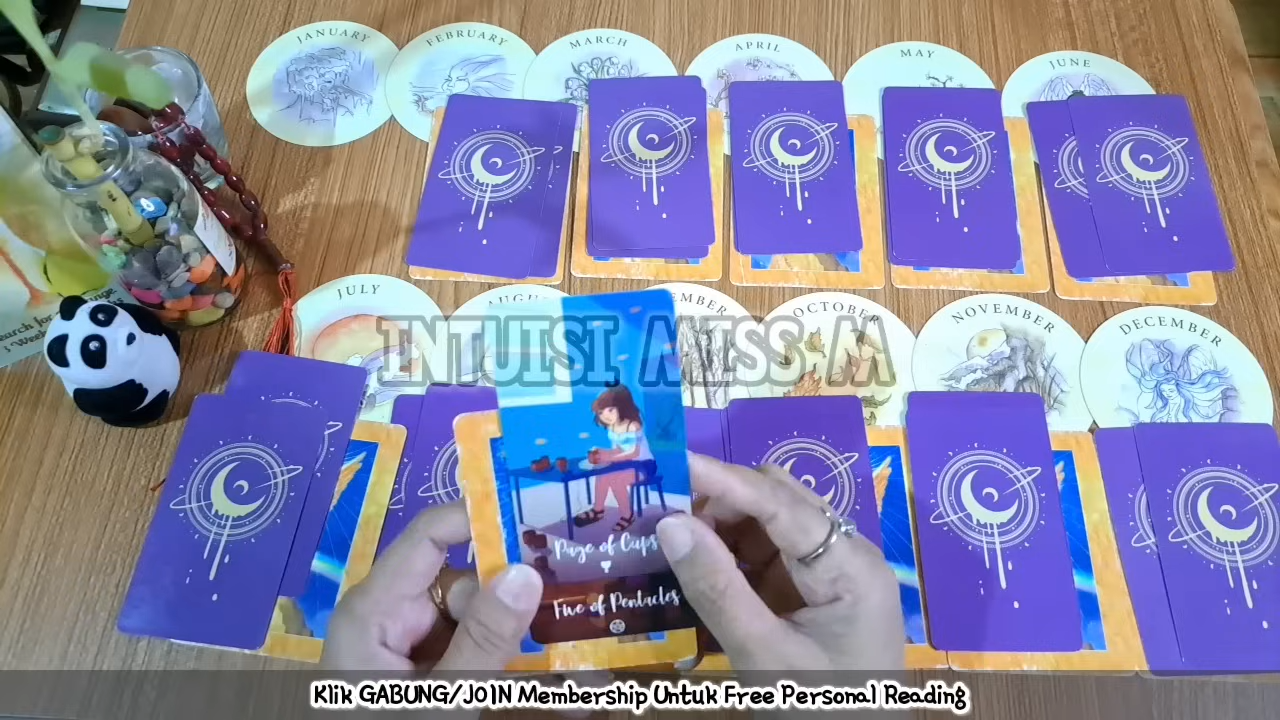 JANUARY
FEBRUARY
MARCH
APRIL
MAY
JUNE
JULY
OCTOBER
NOVEMBER
DECEMBER
INTUISI MISS M
Page of Cups
Five of Pentacles
Klik GABUNG/JOIN Membership Untuk Free Personal Reading